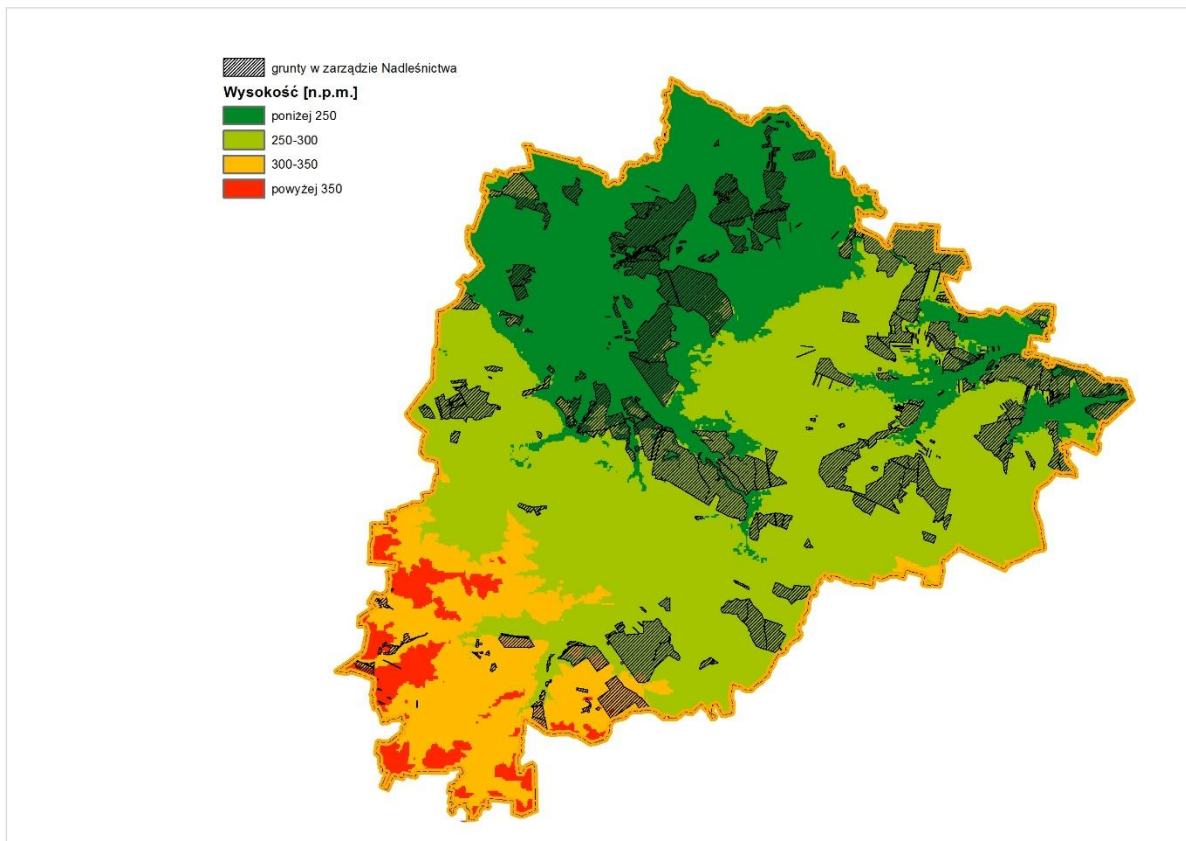 grunty w zarządzie Nadleśnictwa
Wysokość [n.p.m.]
poniżej 250
250-300
300-350
powyżej 350